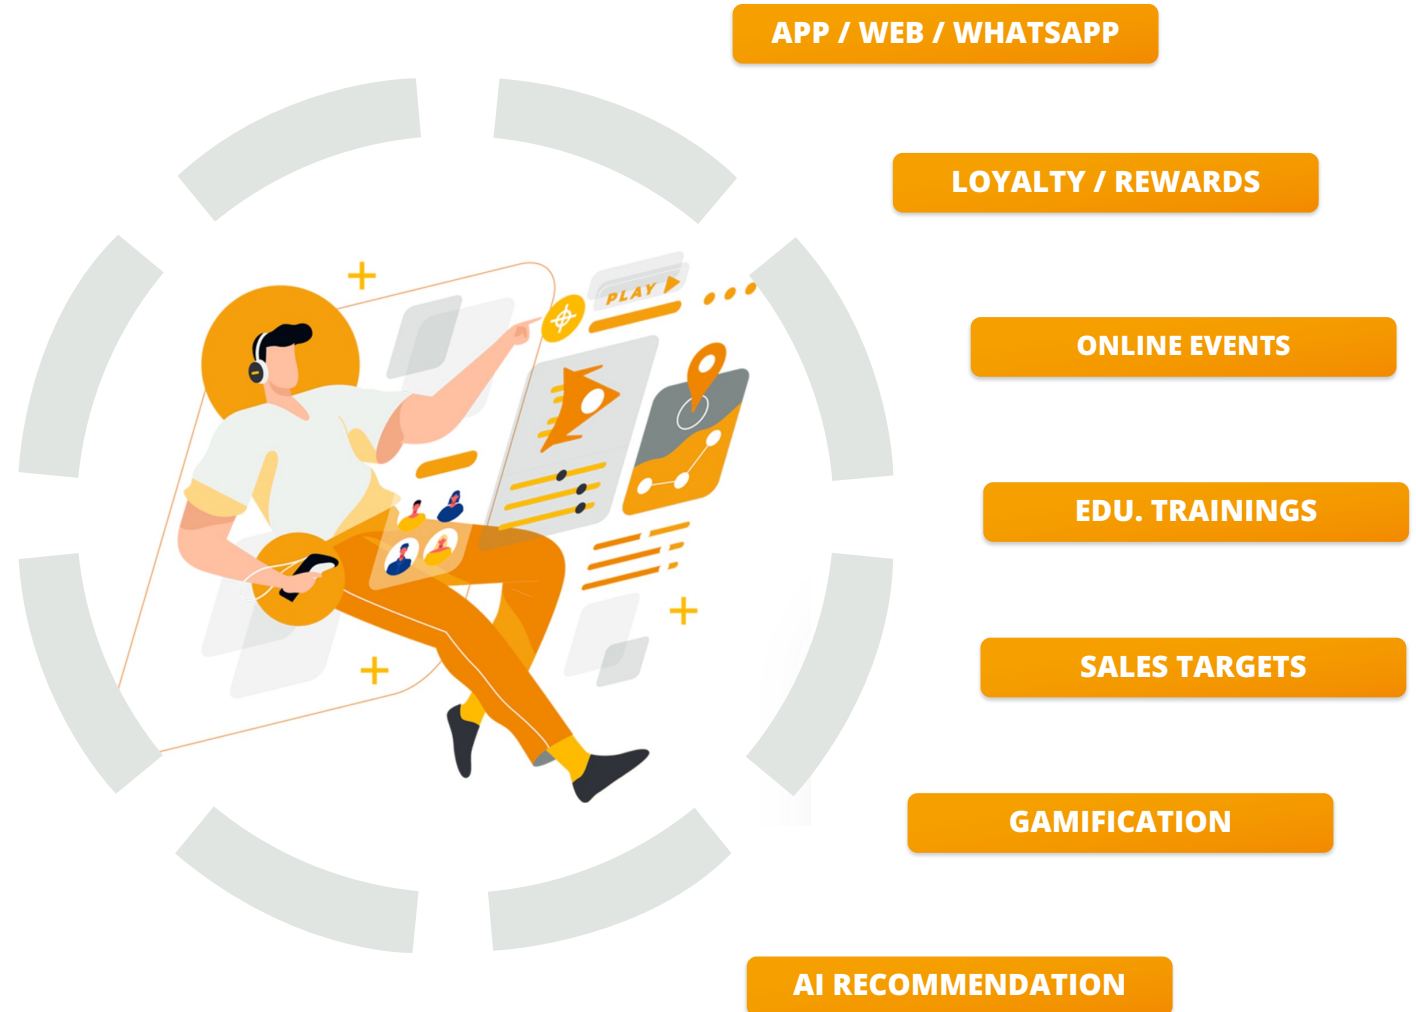 APP / WEB / WHATSAPP
LOYALTY / REWARDS
PLAY
ONLINE EVENTS
EDU. TRAININGS
SALES TARGETS
GAMIFICATION
AI RECOMMENDATION